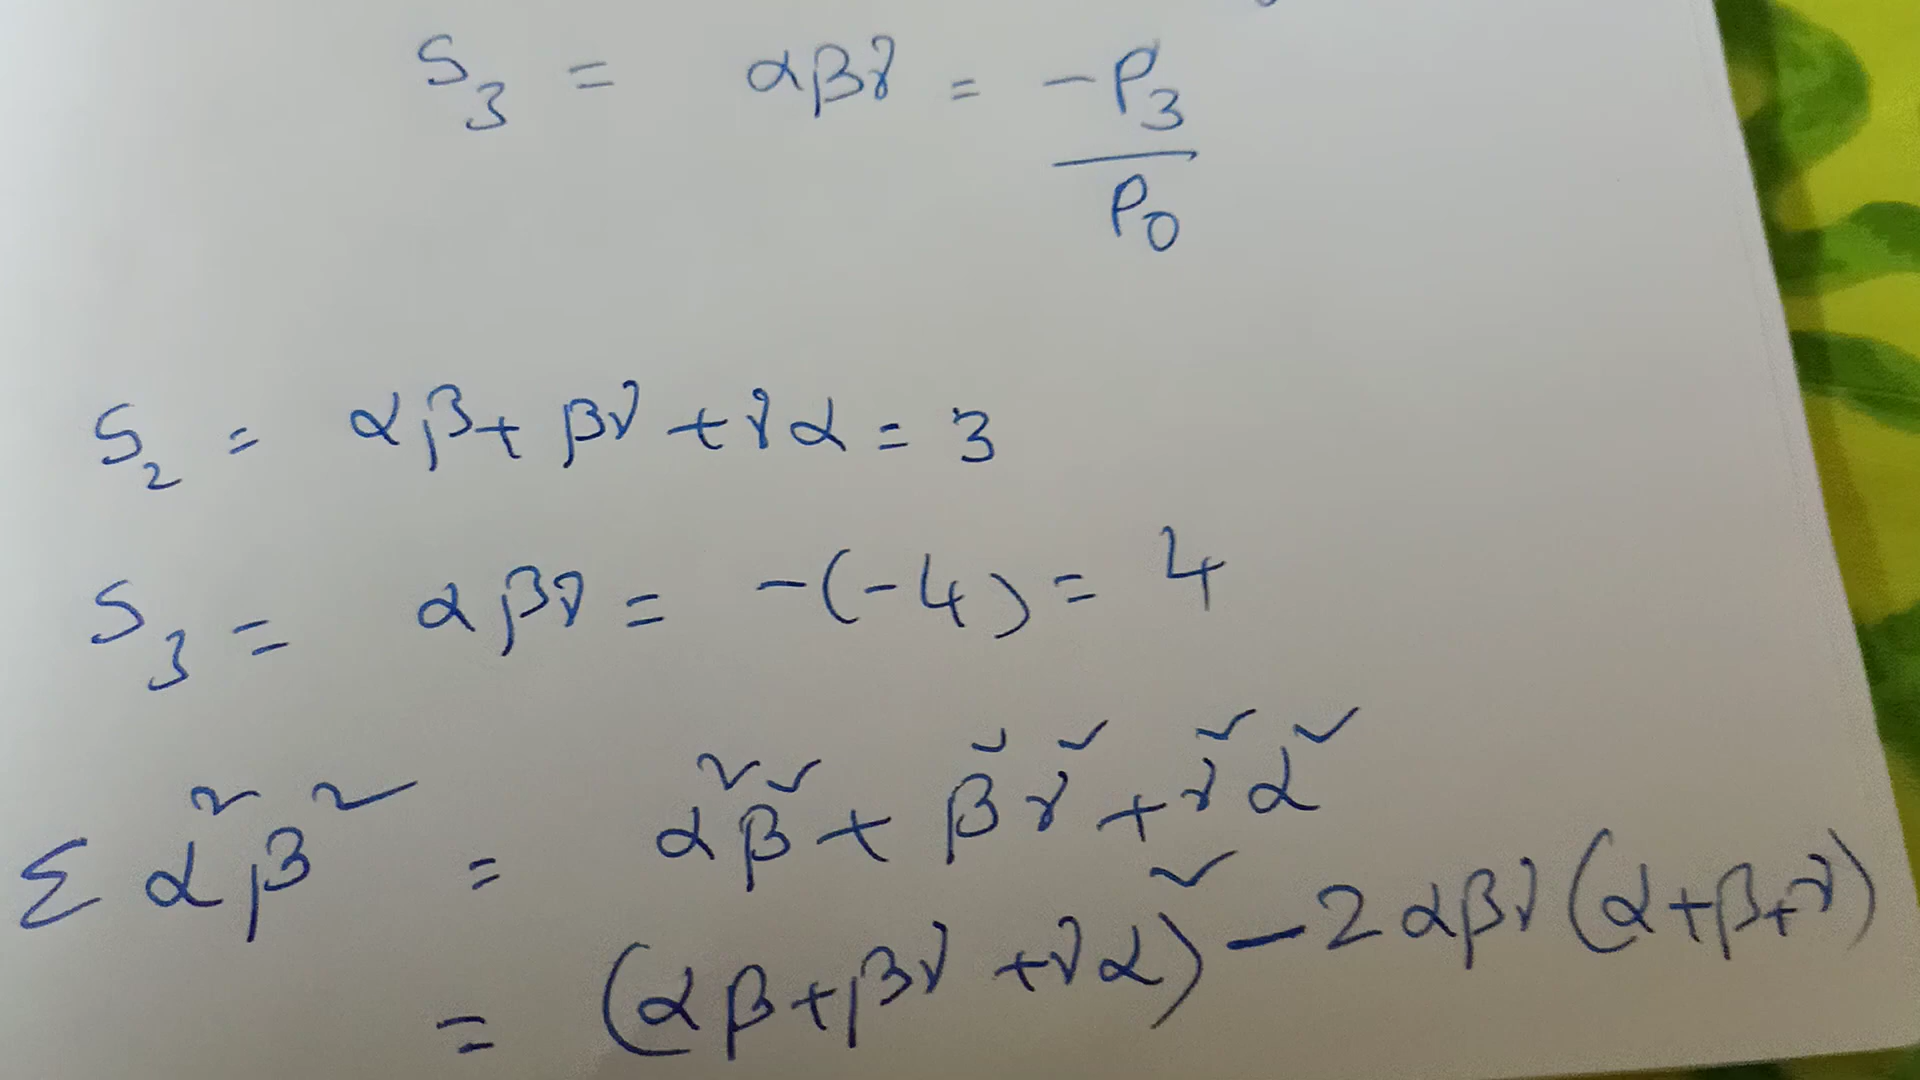 S₃ = αβγ = -P₃/P₀
S₂ = αβ + βγ + γα = 3
S₃ = αβγ = -(-4) = 4
Σα²β² = α²β² + β²γ² + γ²α²
= (αβ + βγ + γα)² - 2αβγ(α+β+γ)